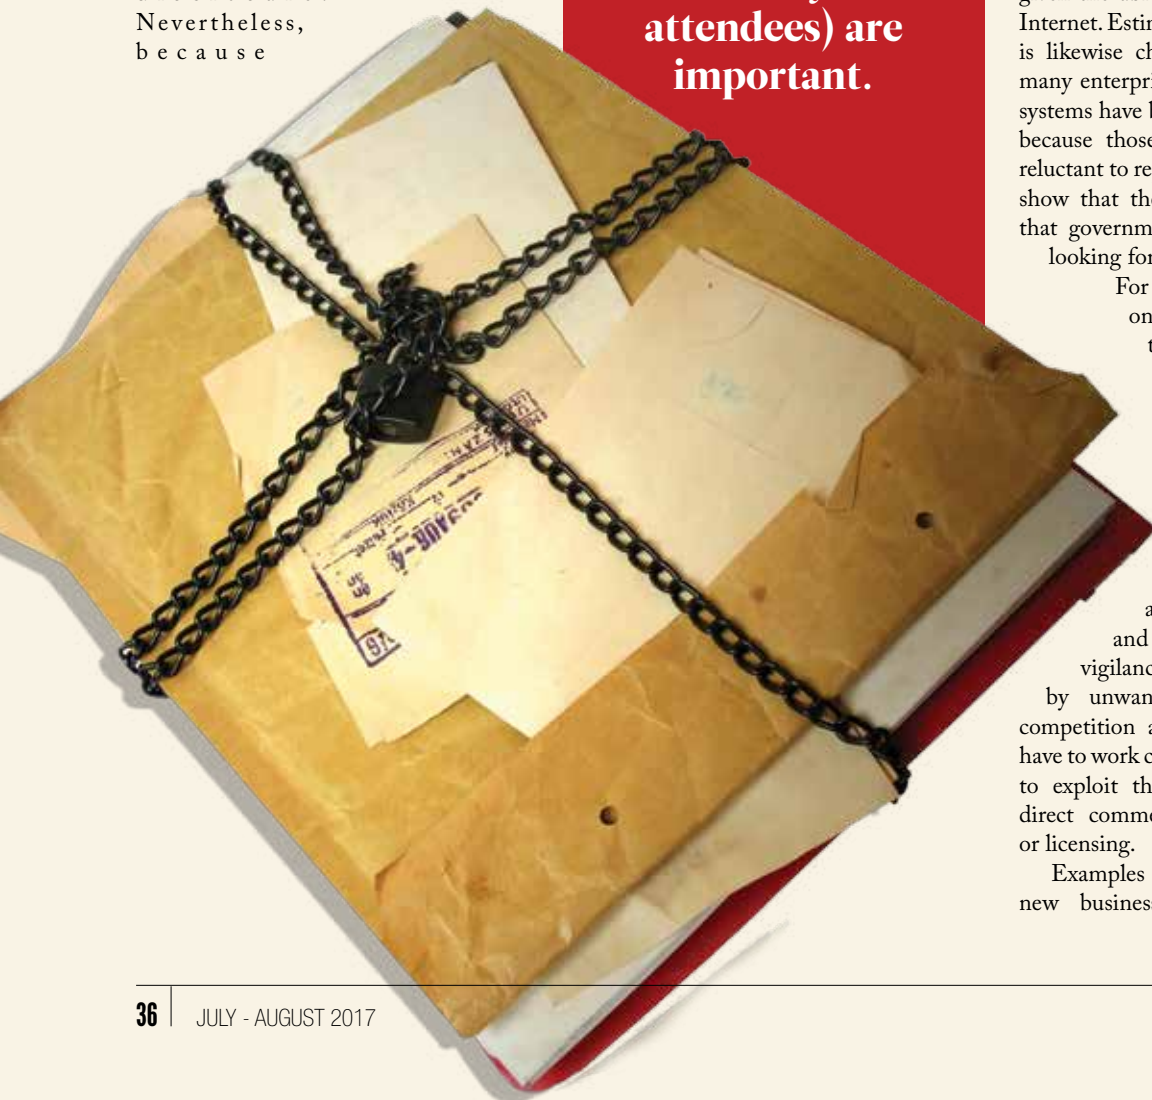 Nevertheless,
because
attendees) are
important.
Internet. Estin
is likewise ch
many enterpri
systems have b
because those
reluctant to re
show that the
that governm
looking for
For
on
t
a
and
vigilanc
by unwan
competition a
have to work c
to exploit th
direct comme
or licensing.
Examples
new business
36
JULY - AUGUST 2017